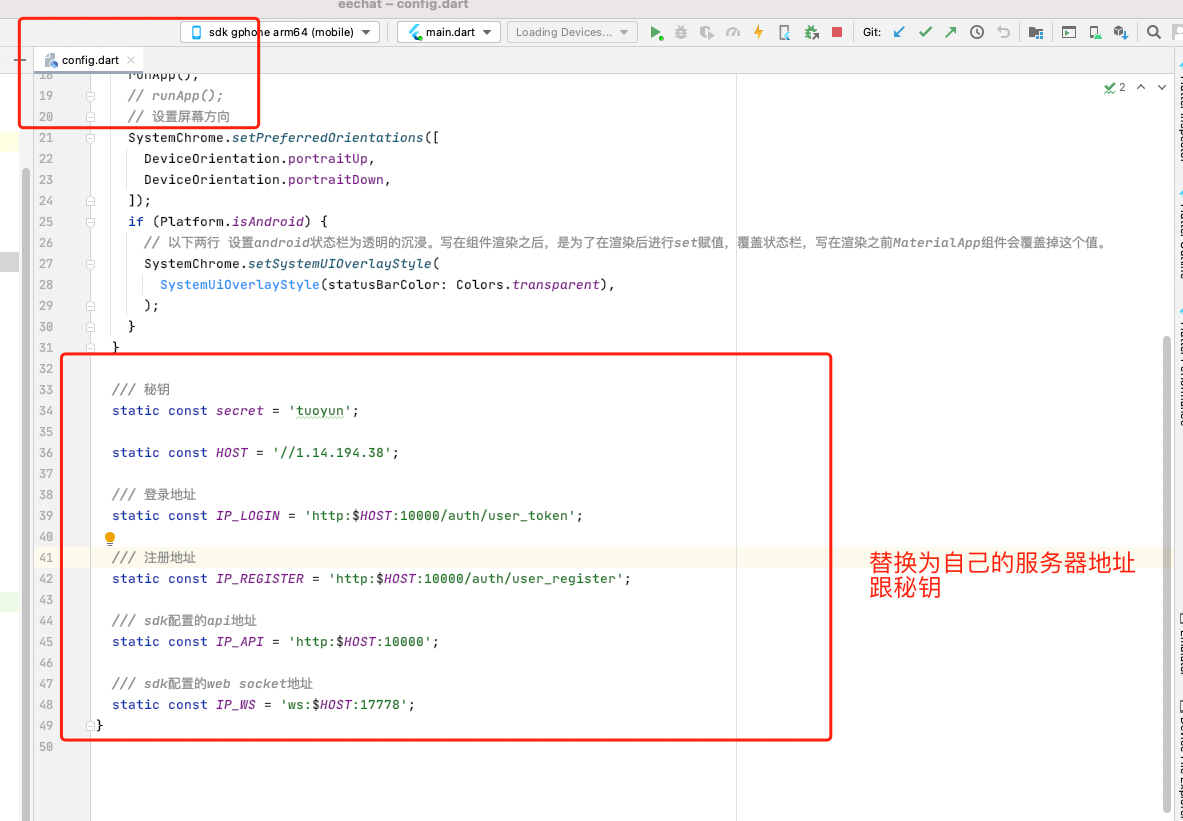 eechat – config.dart
sdk gphone arm64 (mobile)
main.dart
Loading Devices...
Git:
config.dart
18 runApp();
19 // runApp();
20 // 设置屏幕方向
21 SystemChrome.setPreferredOrientations([
22 DeviceOrientation.portraitUp,
23 DeviceOrientation.portraitDown,
24 ]);
25 if (Platform.isAndroid) {
26 // 以下两行 设置android状态栏为透明的沉浸。写在组件渲染之后，是为了在渲染后进行set赋值，覆盖状态栏，写在渲染之前MaterialApp组件会覆盖掉这个值。
27 SystemChrome.setSystemUIOverlayStyle(
28 SystemUiOverlayStyle(statusBarColor: Colors.transparent),
29 );
30 }
31 }
32
33 /// 秘钥
34 static const secret = 'tuoyun';
35
36 static const HOST = '//1.14.194.38';
37
38 /// 登录地址
39 static const IP_LOGIN = 'http:$HOST:10000/auth/user_token';
40
41 /// 注册地址
42 static const IP_REGISTER = 'http:$HOST:10000/auth/user_register';
43
44 /// sdk配置的api地址
45 static const IP_API = 'http:$HOST:10000';
46
47 /// sdk配置的web socket地址
48 static const IP_WS = 'ws:$HOST:17778';
49 }
50
2
替换为自己的服务器地址
跟秘钥